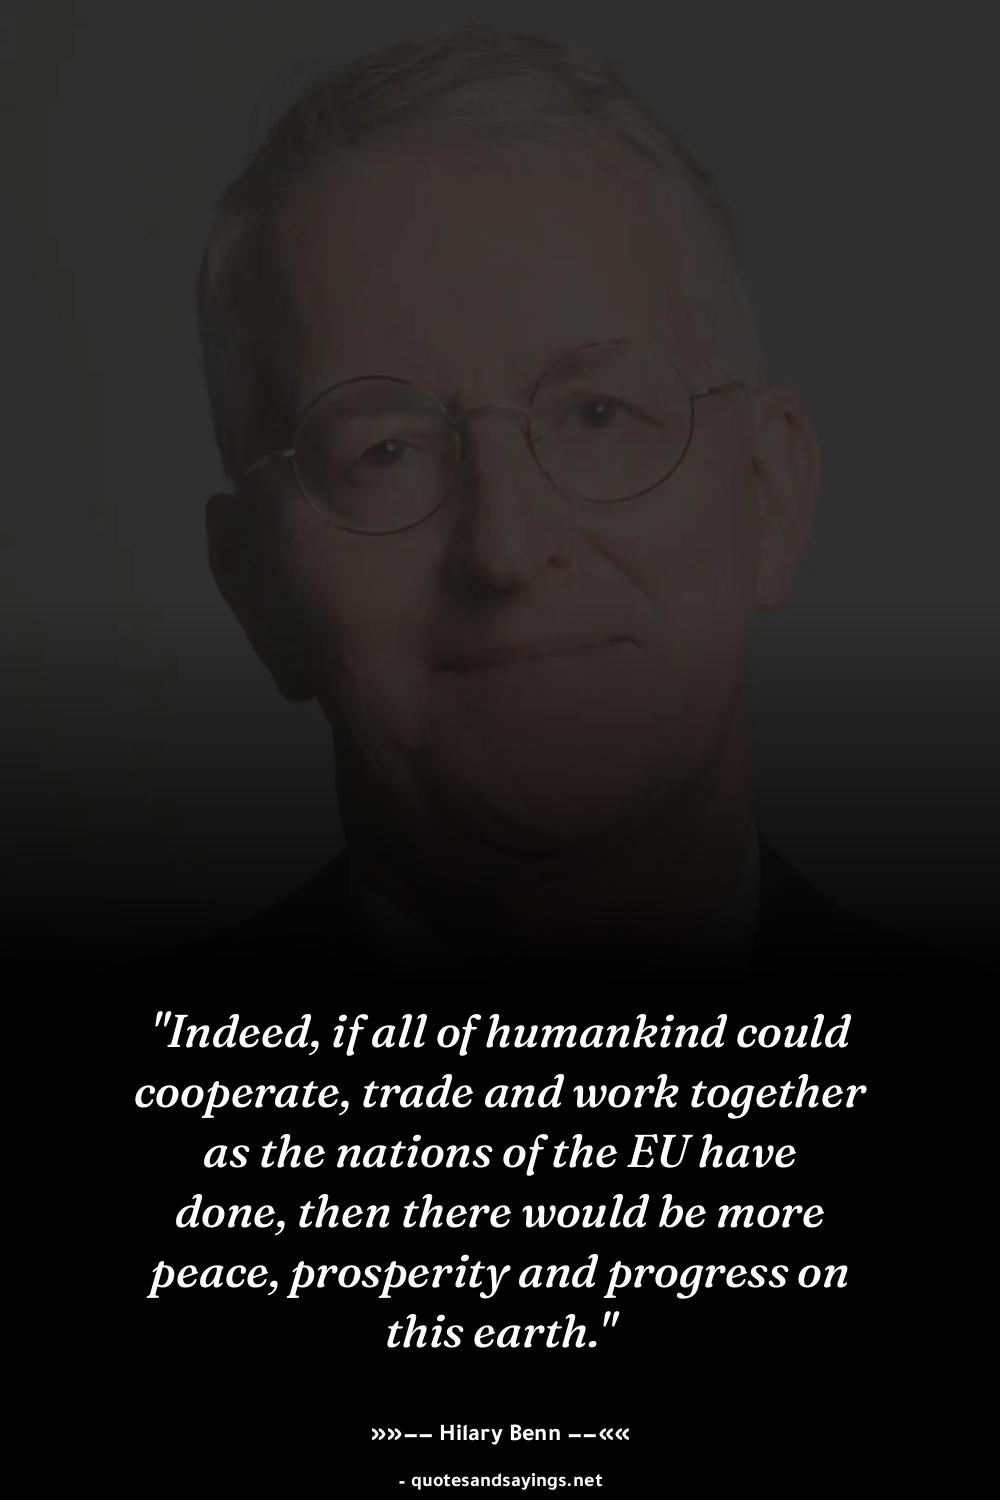 "Indeed, if all of humankind could
cooperate, trade and work together
as the nations of the EU have
done, then there would be more
peace, prosperity and progress on
this earth."
»»−− Hilary Benn −−««
- quotesandsayings.net